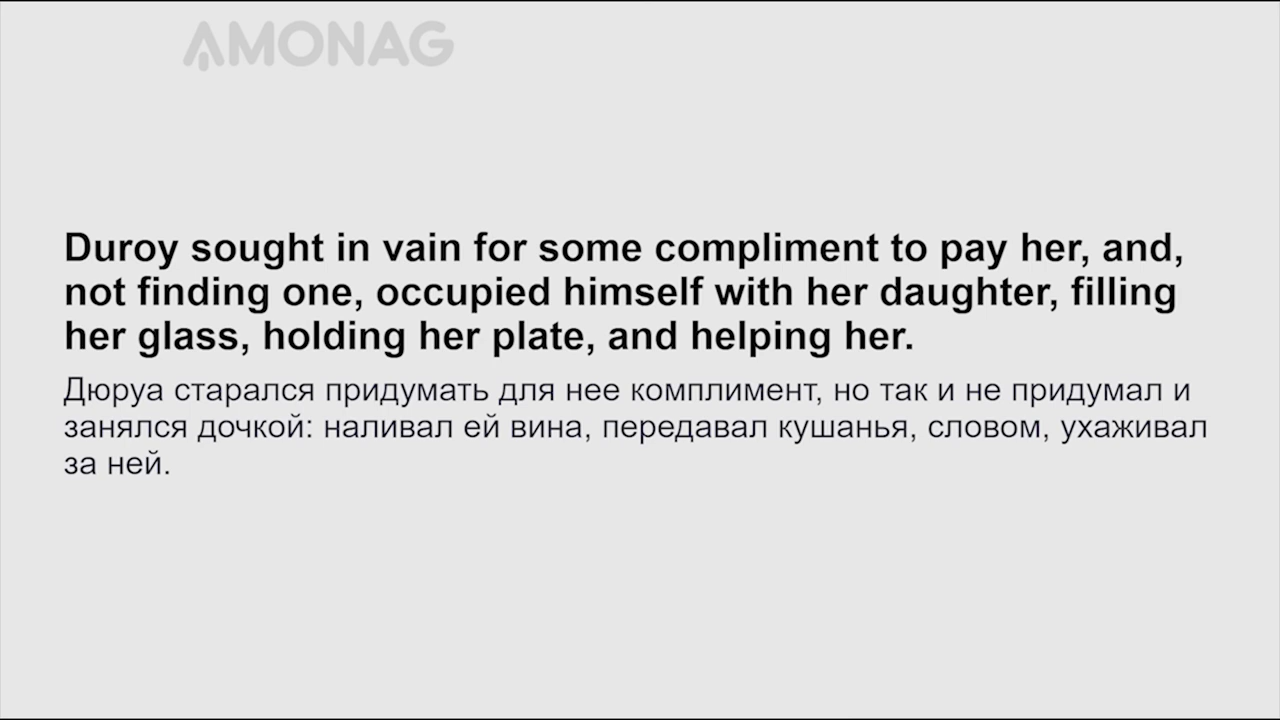 AMONAG
Duroy sought in vain for some compliment to pay her, and,
not finding one, occupied himself with her daughter, filling
her glass, holding her plate, and helping her.
Дюруа старался придумать для нее комплимент, но так и не придумал и
занялся дочкой: наливал ей вина, передавал кушанья, словом, ухаживал
за ней.